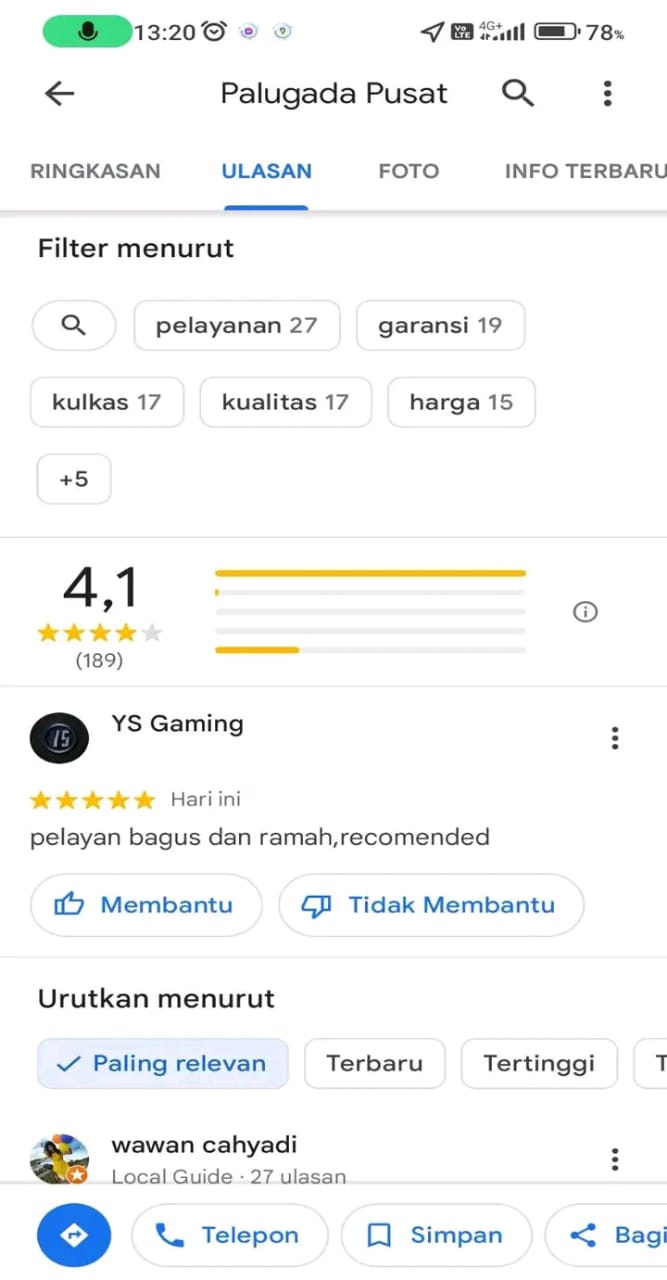 13:20 4G+ 78%
Palugada Pusat
RINGKASAN ULASAN FOTO INFO TERBARU
Filter menurut
pelayanan 27 garansi 19
kulkas 17 kualitas 17 harga 15
+5
4,1
(189)
YS Gaming
Hari ini
pelayan bagus dan ramah,recomended
Membantu Tidak Membantu
Urutkan menurut
Paling relevan Terbaru Tertinggi T
wawan cahyadi
Local Guide · 27 ulasan
Telepon Simpan Bagi